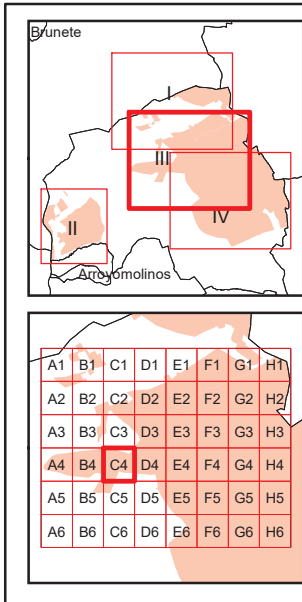 Brunete
I
III
II
IV
Arroyomolinos
A1 B1 C1 D1 E1 F1 G1 H1
A2 B2 C2 D2 E2 F2 G2 H2
A3 B3 C3 D3 E3 F3 G3 H3
A4 B4 C4 D4 E4 F4 G4 H4
A5 B5 C5 D5 E5 F5 G5 H5
A6 B6 C6 D6 E6 F6 G6 H6